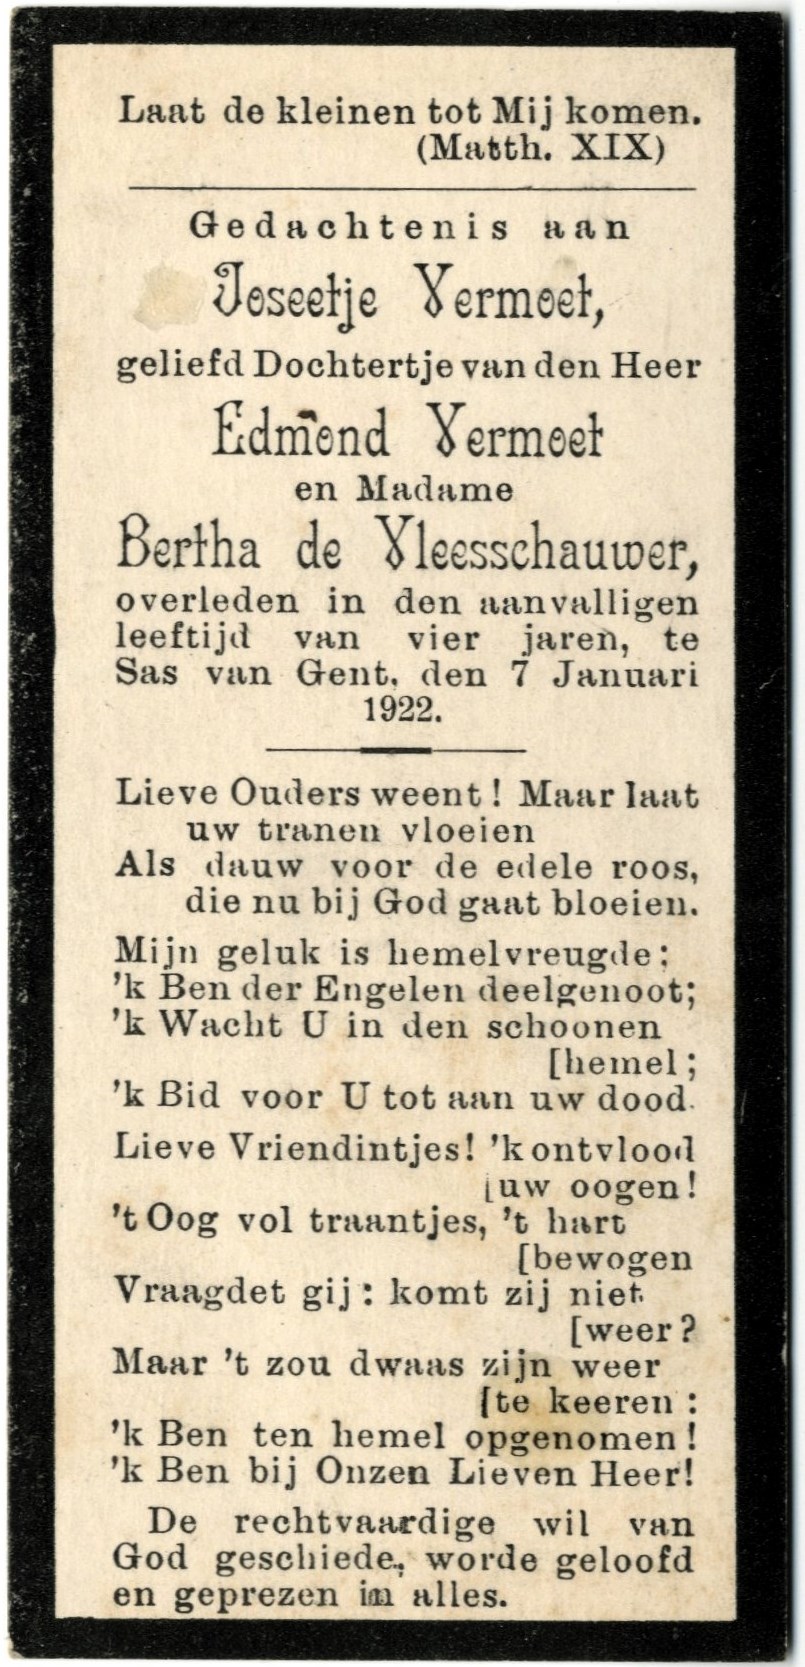 Laat de kleinen tot Mij komen.
(Matth. XIX)
Gedachtenis aan
Joseetje Vermoet,
geliefd Dochtertje van den Heer
Edmond Vermoet
en Madame
Bertha de Vleesschauwer,
overleden in den aanvalligen
leeftijd van vier jaren, te
Sas van Gent, den 7 Januari
1922.
Lieve Ouders weent! Maar laat
uw tranen vloeien
Als dauw voor de edele roos,
die nu bij God gaat bloeien.
Mijn geluk is hemelvreugde:
'k Ben der Engelen deelgenoot;
'k Wacht U in den schoonen
[hemel;
'k Bid voor U tot aan uw dood.
Lieve Vriendintjes! 'k ontvlood
[uw oogen!
't Oog vol traantjes, 't hart
[bewogen
Vraagdet gij: komt zij niet
[weer?
Maar 't zou dwaas zijn weer
[te keeren:
'k Ben ten hemel opgenomen!
'k Ben bij Onzen Lieven Heer!
De rechtvaardige wil van
God geschiede, worde geloofd
en geprezen in alles.